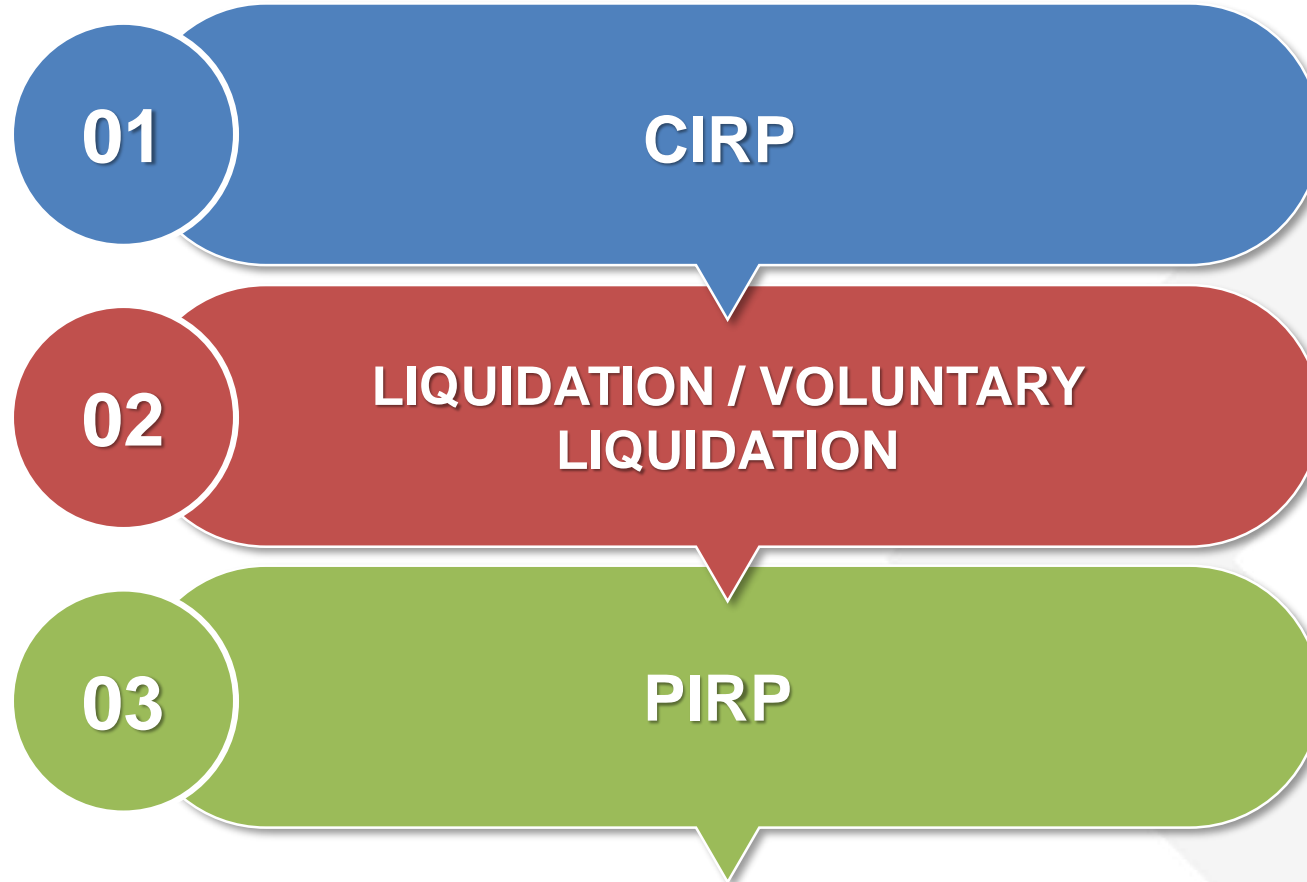 01
CIRP
02
LIQUIDATION / VOLUNTARY
LIQUIDATION
03
PIRP